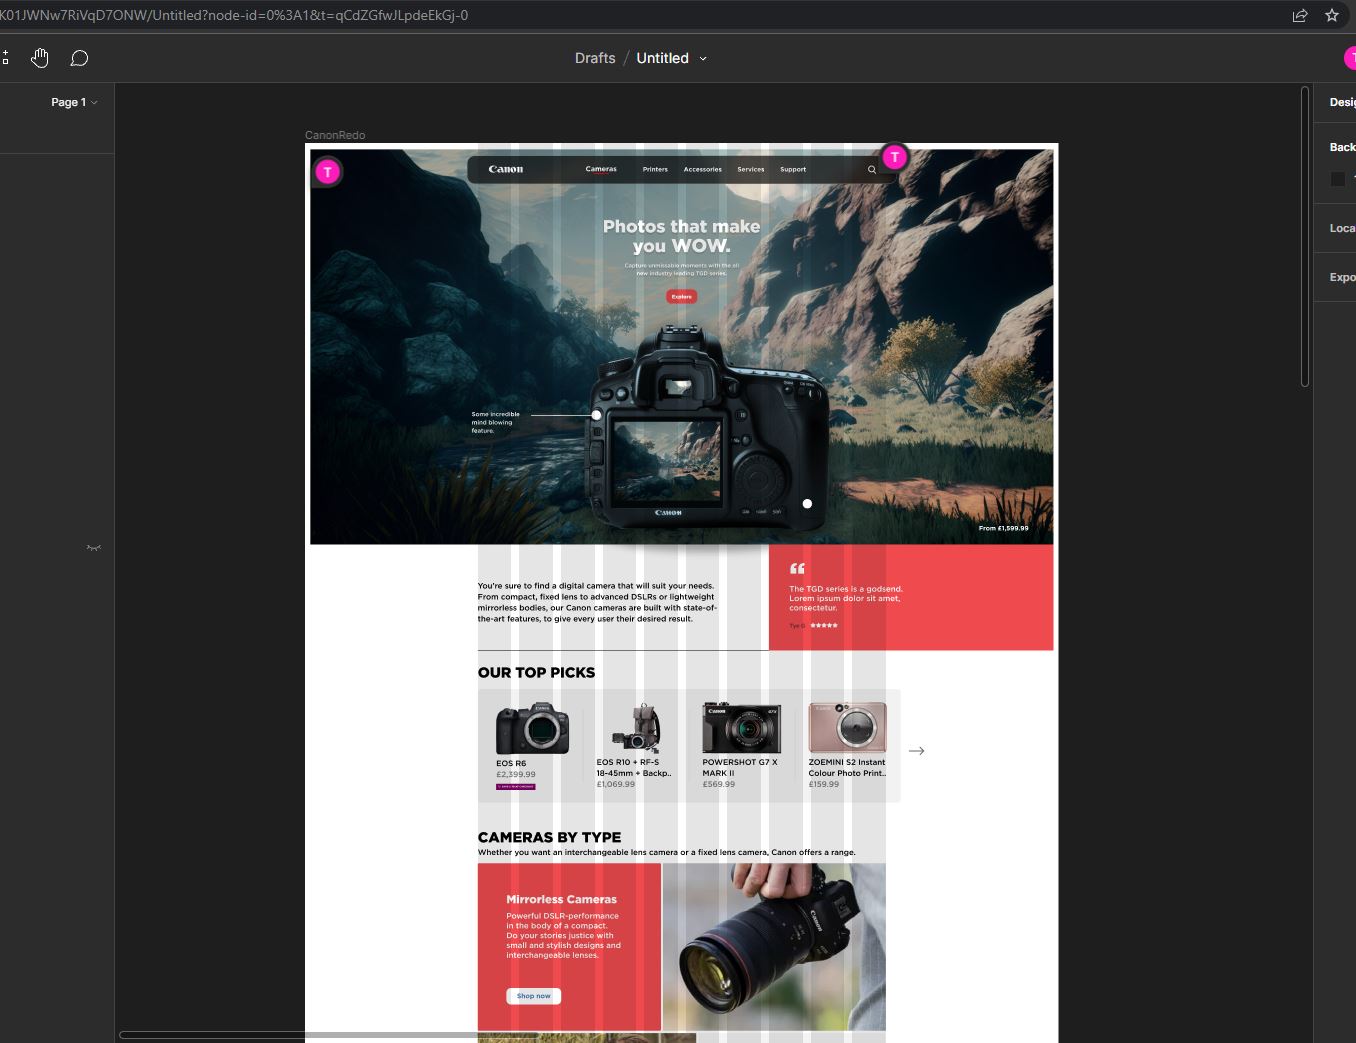 K01JWNw7RiVqD7ONW/Untitled?node-id=0%3A1&t=qCdZGfwJLpdeEkGj-0
Drafts / Untitled
T
Page 1
Desig
CanonRedo
Back
T
T
Canon
Cameras
Printers
Accessories
Services
Support
Loca
Photos that make
you WOW.
Capture unmissable moments with the all
new industry leading TGD series.
Expo
Explore
Some incredible
mind blowing
feature.
Canon
From £1,599.99
You're sure to find a digital camera that will suit your needs.
From compact, fixed lens to advanced DSLRs or lightweight
mirrorless bodies, our Canon cameras are built with state-of-
the-art features, to give every user their desired result.
The TGD series is a godsend.
Lorem ipsum dolor sit amet,
consectetur.
Tye G
OUR TOP PICKS
Canon
Canon
G7X
EOS R6
£2,399.99
EOS R10 + RF-S
18-45mm + Backp..
£1,069.99
POWERSHOT G7 X
MARK II
£569.99
ZOEMINI S2 Instant
Colour Photo Print..
£159.99
CAMERAS BY TYPE
Whether you want an interchangeable lens camera or a fixed lens camera, Canon offers a range.
Mirrorless Cameras
Powerful DSLR-performance
in the body of a compact.
Do your stories justice with
small and stylish designs and
interchangeable lenses.
Shop now
Canon